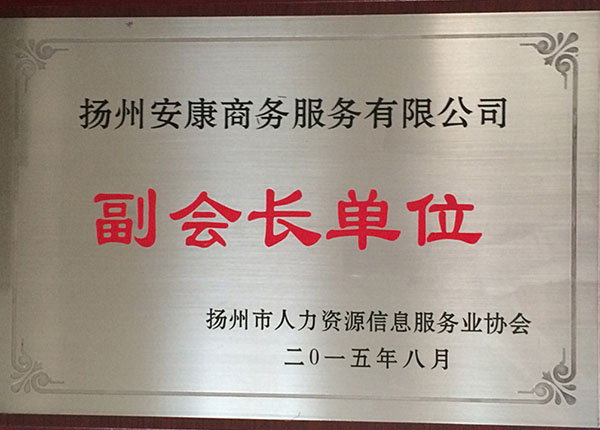 扬州安康商务服务有限公司
副会长单位
扬州市人力资源信息服务业协会
二0一五年八月